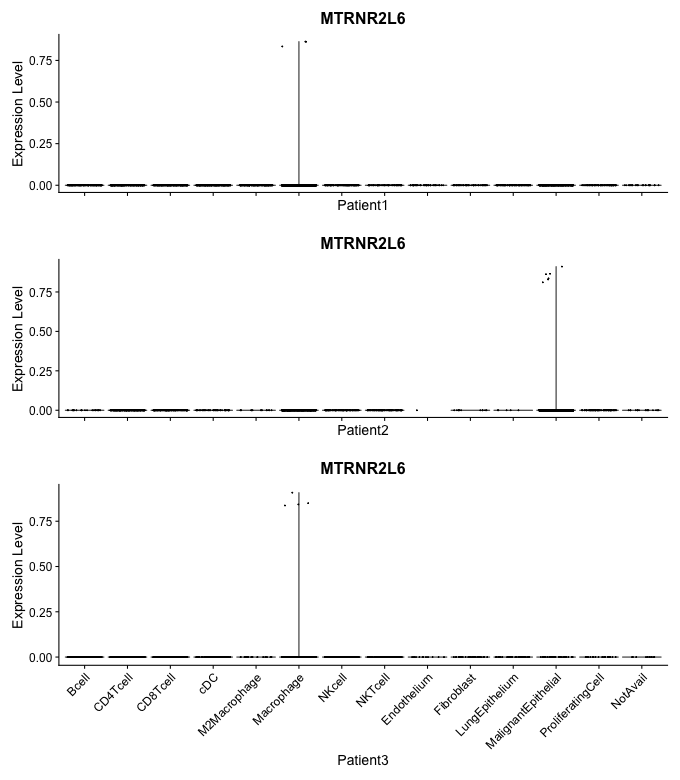 MTRNR2L6
Expression Level
0.75
0.50
0.25
0.00
Patient1
MTRNR2L6
Expression Level
0.75
0.50
0.25
0.00
Patient2
MTRNR2L6
Expression Level
0.75
0.50
0.25
0.00
Bcell
CD4Tcell
CD8Tcell
cDC
M2Macrophage
Macrophage
NKcell
NKTcell
Endothelium
Fibroblast
LungEpithelium
MalignantEpithelial
ProliferatingCell
NotAvail
Patient3